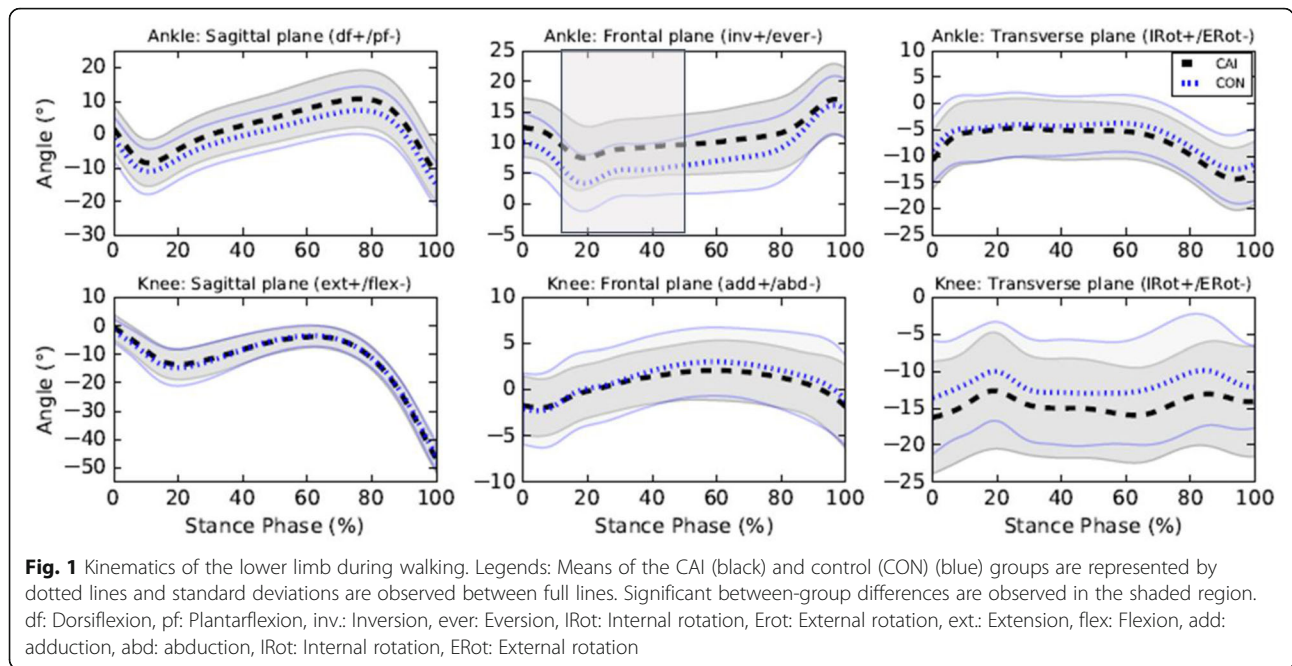 Ankle: Sagittal plane (df+/pf-)
Ankle: Frontal plane (inv+/ever-)
Ankle: Transverse plane (IRot+/ERot-)
Angle (°)
20
10
0
−10
−20
−30
0 20 40 60 80 100
25
20
15
10
5
0
−5
0 20 40 60 80 100
10
5
0
−5
−10
−15
−20
−25
0 20 40 60 80 100
CAI
CON
Knee: Sagittal plane (ext+/flex-)
Knee: Frontal plane (add+/abd-)
Knee: Transverse plane (IRot+/ERot-)
Angle (°)
10
0
−10
−20
−30
−40
−50
0 20 40 60 80 100
Stance Phase (%)
10
5
0
−5
−10
0 20 40 60 80 100
Stance Phase (%)
0
−5
−10
−15
−20
−25
0 20 40 60 80 100
Stance Phase (%)
Fig. 1 Kinematics of the lower limb during walking. Legends: Means of the CAI (black) and control (CON) (blue) groups are represented by
dotted lines and standard deviations are observed between full lines. Significant between-group differences are observed in the shaded region.
df: Dorsiflexion, pf: Plantarflexion, inv.: Inversion, ever: Eversion, IRot: Internal rotation, Erot: External rotation, ext.: Extension, flex: Flexion, add:
adduction, abd: abduction, IRot: Internal rotation, ERot: External rotation